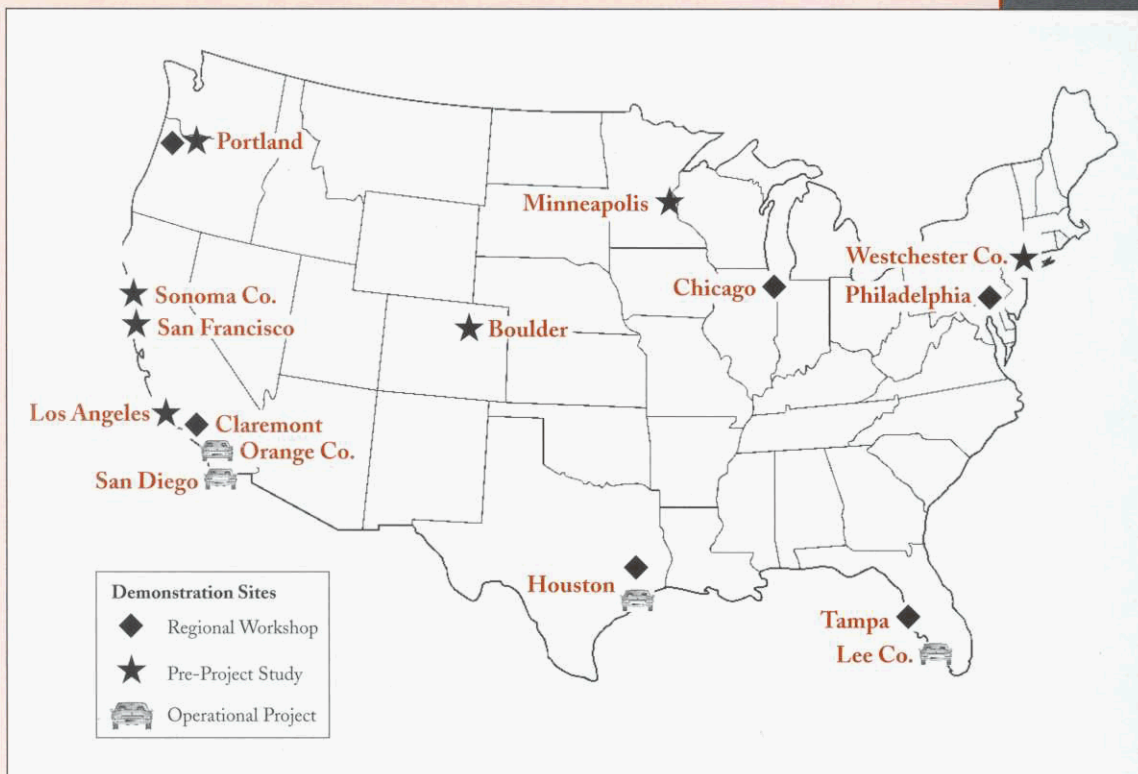 Portland
Minneapolis
Westchester Co.
Chicago
Philadelphia
Sonoma Co.
San Francisco
Boulder
Los Angeles
Claremont
Orange Co.
San Diego
Houston
Tampa
Lee Co.
Demonstration Sites
Regional Workshop
Pre-Project Study
Operational Project